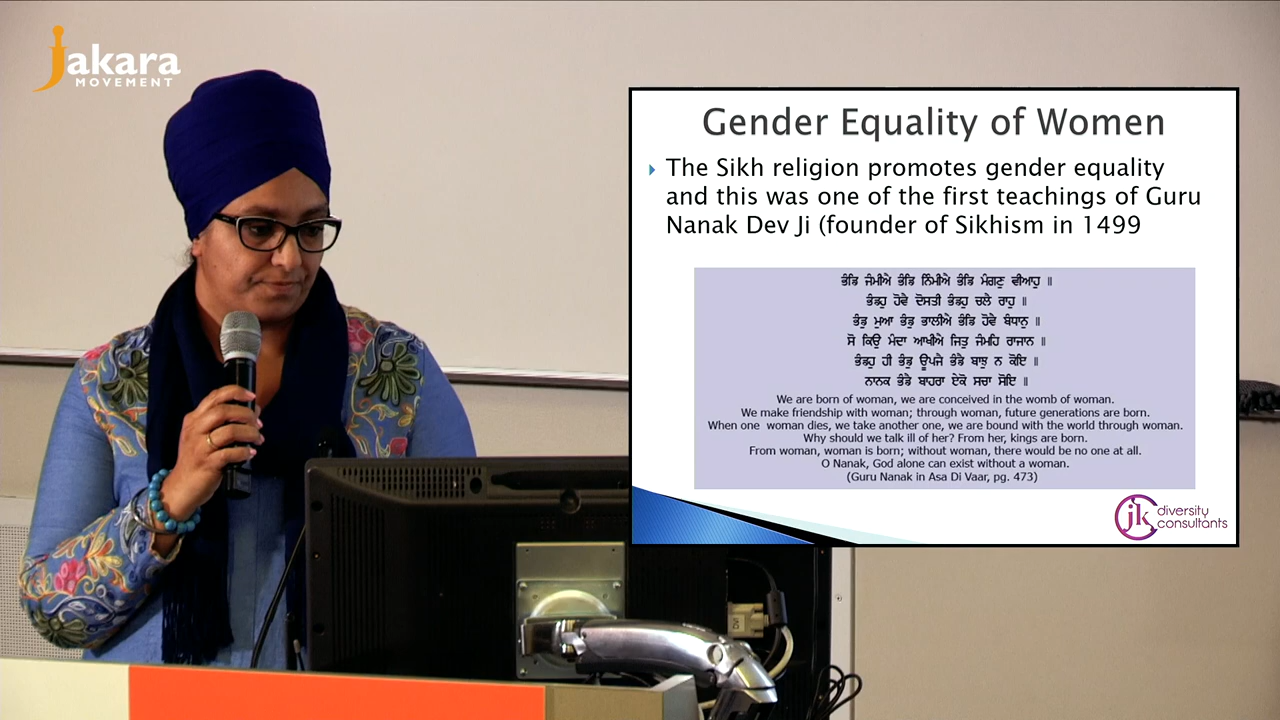 Jakara
MOVEMENT
Gender Equality of Women
The Sikh religion promotes gender equality
and this was one of the first teachings of Guru
Nanak Dev Ji (founder of Sikhism in 1499
ਭੰਡਿ ਜੰਮੀਐ ਭੰਡਿ ਨਿੰਮੀਐ ਭੰਡਿ ਮੰਗਣੁ ਵੀਆਹੁ ॥
ਭੰਡਹੁ ਹੋਵੈ ਦੋਸਤੀ ਭੰਡਹੁ ਚਲੈ ਰਾਹੁ ॥
ਭੰਡੁ ਮੁਆ ਭੰਡੁ ਭਾਲੀਐ ਭੰਡਿ ਹੋਵੈ ਬੰਧਾਨੁ ॥
ਸੋ ਕਿਉ ਮੰਦਾ ਆਖੀਐ ਜਿਤੁ ਜੰਮਹਿ ਰਾਜਾਨ ॥
ਭੰਡਹੁ ਹੀ ਭੰਡੁ ਊਪਜੈ ਭੰਡੈ ਬਾਝੁ ਨ ਕੋਇ ॥
ਨਾਨਕ ਭੰਡੈ ਬਾਹਰਾ ਏਕੋ ਸਚਾ ਸੋਇ ॥
We are born of woman, we are conceived in the womb of woman.
We make friendship with woman; through woman, future generations are born.
When one woman dies, we take another one, we are bound with the world through woman.
Why should we talk ill of her? From her, kings are born.
From woman, woman is born; without woman, there would be no one at all.
O Nanak, God alone can exist without a woman.
(Guru Nanak in Asa Di Vaar, pg. 473)
jk diversity
consultants
DVI